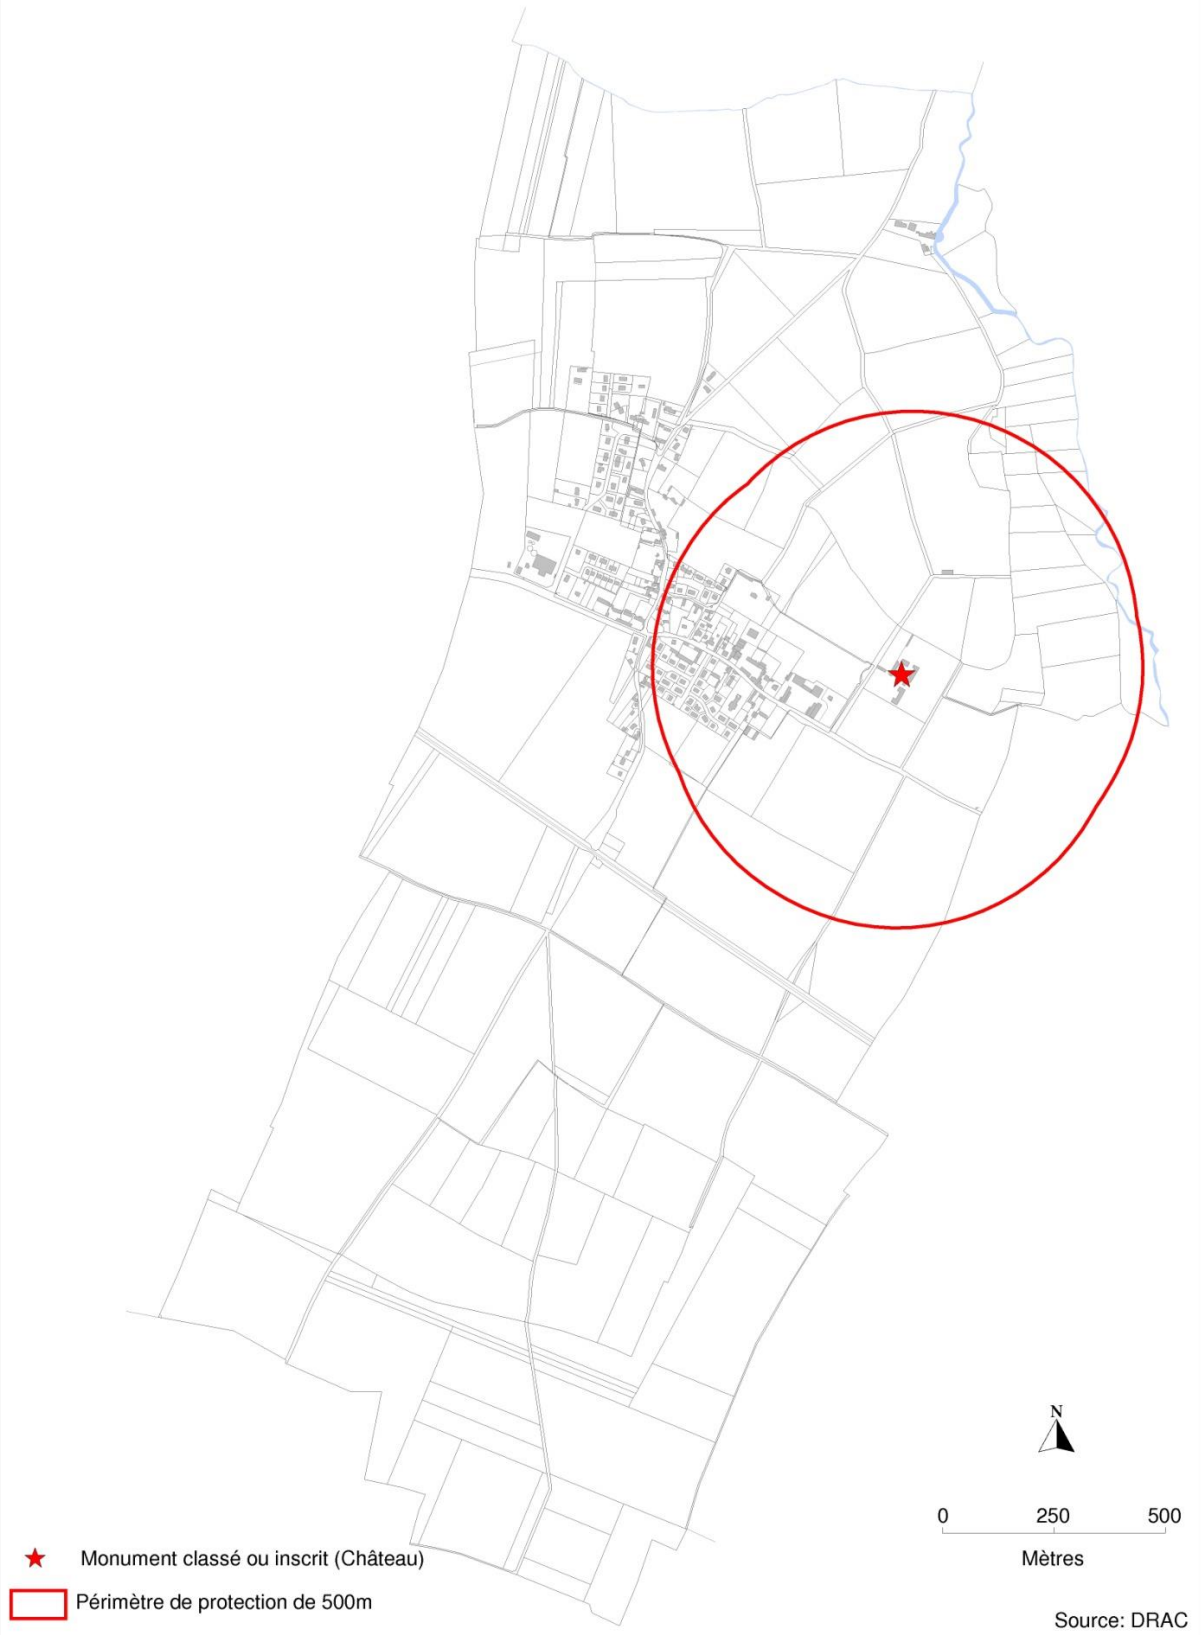 N
0 250 500
Mètres
Monument classé ou inscrit (Château)
Périmètre de protection de 500m
Source: DRAC